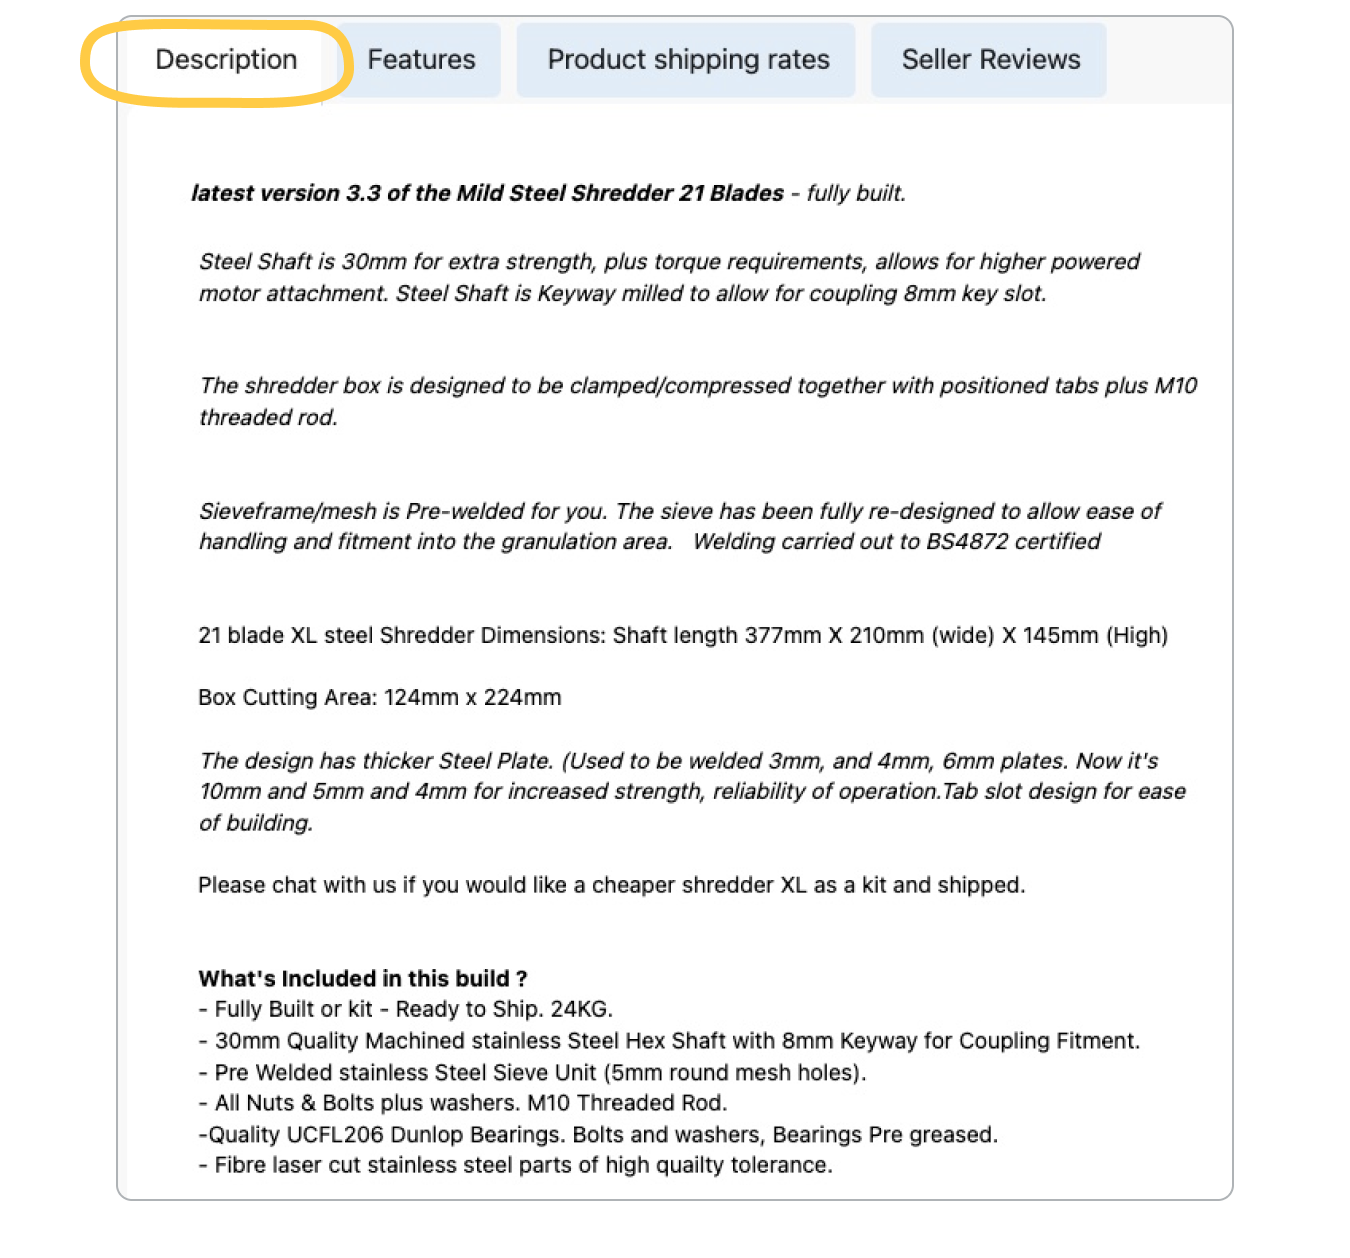 Description
Features
Product shipping rates
Seller Reviews
latest version 3.3 of the Mild Steel Shredder 21 Blades - fully built.
Steel Shaft is 30mm for extra strength, plus torque requirements, allows for higher powered
motor attachment. Steel Shaft is Keyway milled to allow for coupling 8mm key slot.
The shredder box is designed to be clamped/compressed together with positioned tabs plus M10
threaded rod.
Sieveframe/mesh is Pre-welded for you. The sieve has been fully re-designed to allow ease of
handling and fitment into the granulation area.   Welding carried out to BS4872 certified
21 blade XL steel Shredder Dimensions: Shaft length 377mm X 210mm (wide) X 145mm (High)
Box Cutting Area: 124mm x 224mm
The design has thicker Steel Plate. (Used to be welded 3mm, and 4mm, 6mm plates. Now it's
10mm and 5mm and 4mm for increased strength, reliability of operation.Tab slot design for ease
of building.
Please chat with us if you would like a cheaper shredder XL as a kit and shipped.
What's Included in this build ?
- Fully Built or kit - Ready to Ship. 24KG.
- 30mm Quality Machined stainless Steel Hex Shaft with 8mm Keyway for Coupling Fitment.
- Pre Welded stainless Steel Sieve Unit (5mm round mesh holes).
- All Nuts & Bolts plus washers. M10 Threaded Rod.
-Quality UCFL206 Dunlop Bearings. Bolts and washers, Bearings Pre greased.
- Fibre laser cut stainless steel parts of high quailty tolerance.